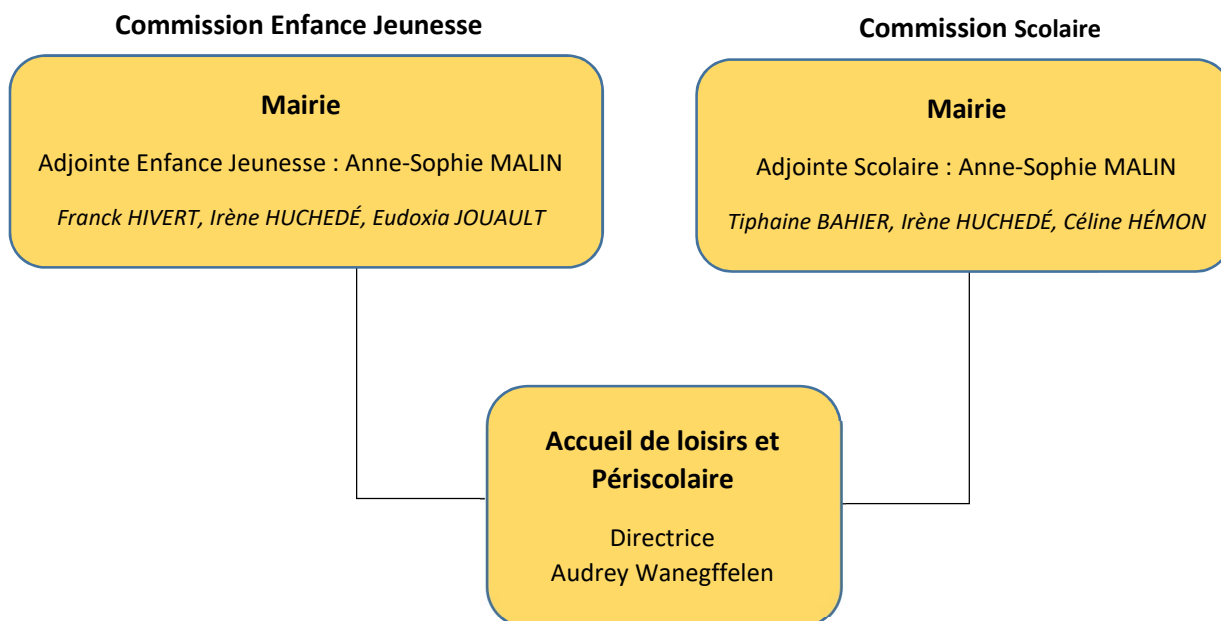 Commission Enfance Jeunesse
Mairie
Adjointe Enfance Jeunesse : Anne-Sophie MALIN
Franck HIVERT, Irène HUCHEDÉ, Eudoxia JOUAULT
Commission Scolaire
Mairie
Adjointe Scolaire : Anne-Sophie MALIN
Tiphaine BAHIER, Irène HUCHEDÉ, Céline HÉMON
Accueil de loisirs et
Périscolaire
Directrice
Audrey Wanegffelen